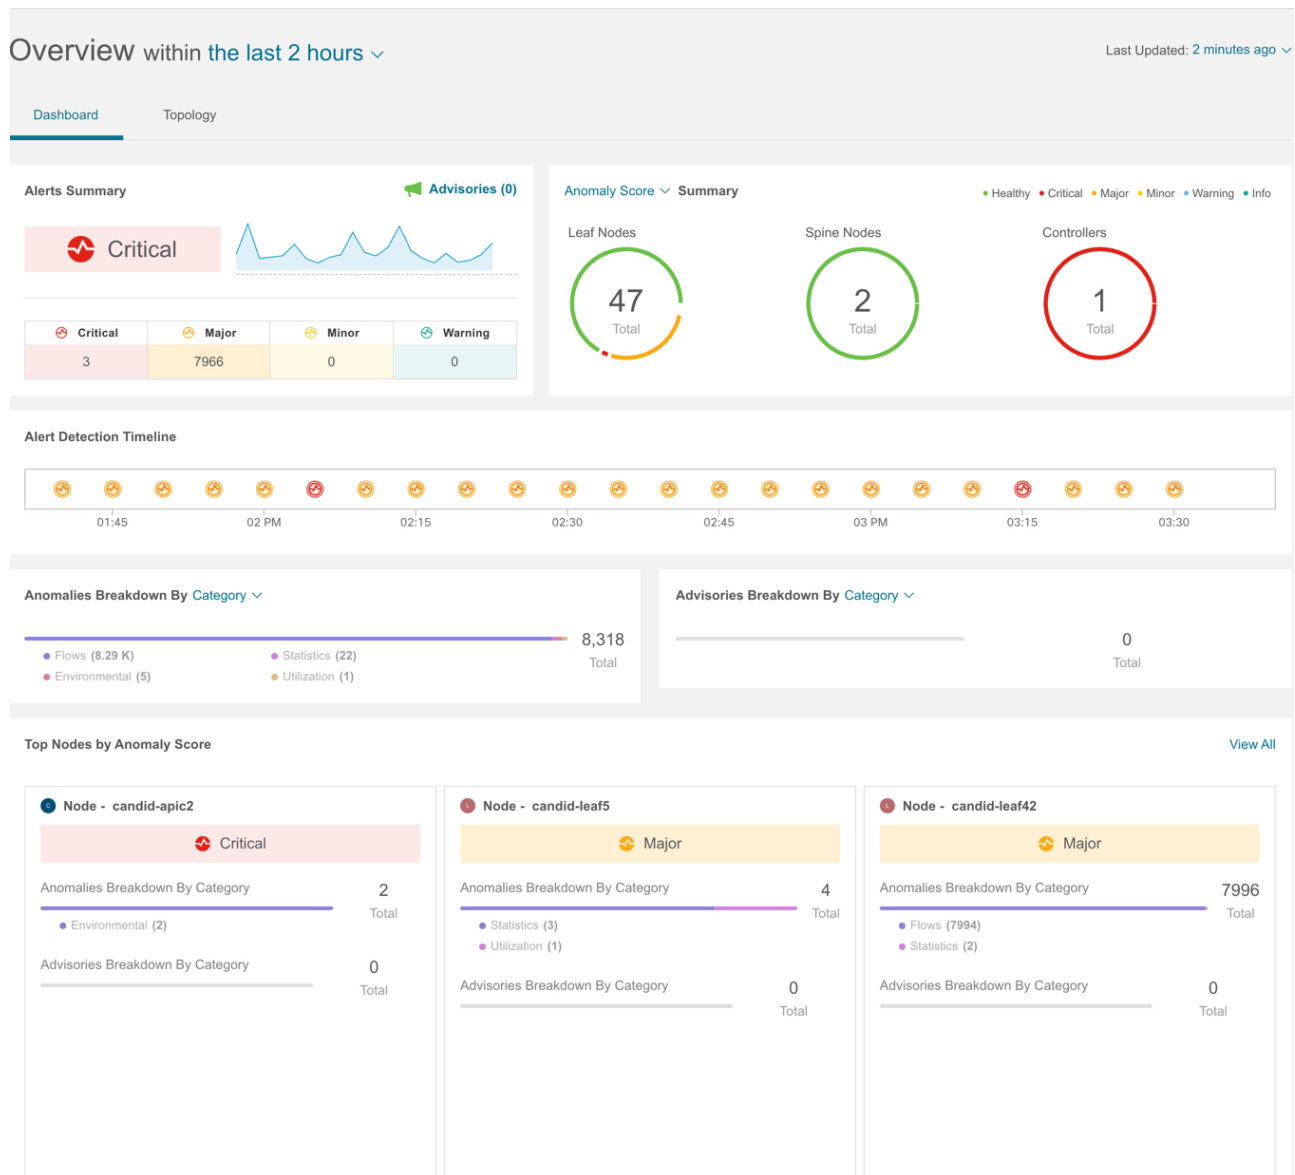 Overview within the last 2 hours
Last Updated: 2 minutes ago
Dashboard Topology
Alerts Summary Advisories (0)
Critical
Critical Major Minor Warning
3 7966 0 0
Anomaly Score Summary
Healthy Critical Major Minor Warning Info
Leaf Nodes Spine Nodes Controllers
47 2 1
Total Total Total
Alert Detection Timeline
01:45 02 PM 02:15 02:30 02:45 03 PM 03:15 03:30
Anomalies Breakdown By Category
8,318
Total
Flows (8.29 K) Statistics (22)
Environmental (5) Utilization (1)
Advisories Breakdown By Category
0
Total
Top Nodes by Anomaly Score View All
C Node - candid-apic2
Critical
Anomalies Breakdown By Category 2
Total
Environmental (2)
Advisories Breakdown By Category 0
Total
L Node - candid-leaf5
Major
Anomalies Breakdown By Category 4
Total
Statistics (3)
Utilization (1)
Advisories Breakdown By Category 0
Total
L Node - candid-leaf42
Major
Anomalies Breakdown By Category 7996
Total
Flows (7994)
Statistics (2)
Advisories Breakdown By Category 0
Total